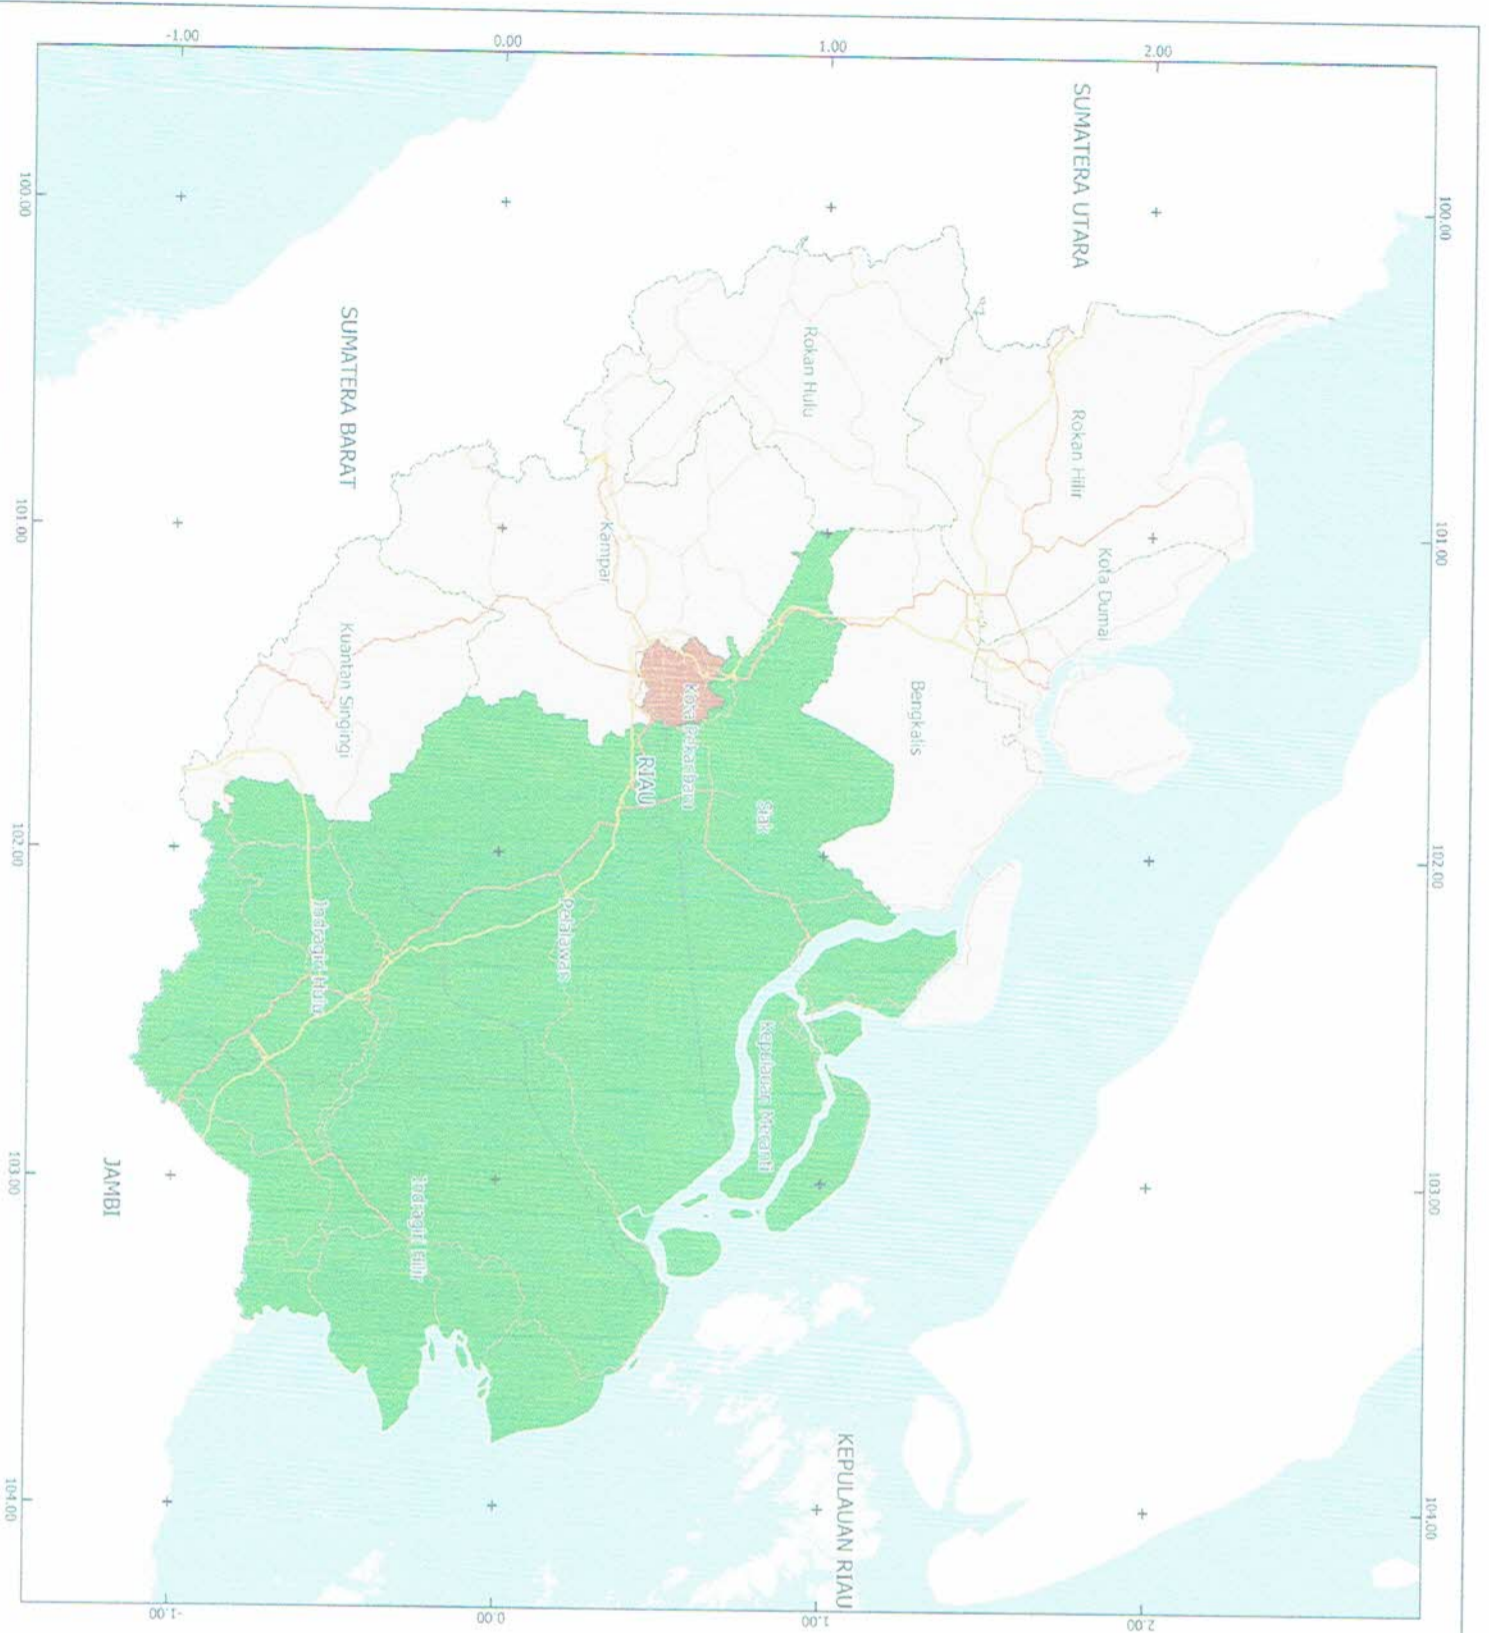 SUMATERA UTARA
SUMATERA BARAT
JAMBI
KEPULAUAN RIAU
RIAU
Rokan Hulu
Rokan Hilir
Kota Dumai
Bengkalis
Kampar
Kuantan Singingi
Kota Pekanbaru
Siak
Pelalawan
Indragiri Hulu
Indragiri Hilir
Kepulauan Meranti
-1.00
0.00
1.00
2.00
100.00
101.00
102.00
103.00
104.00
100.00
101.00
102.00
103.00
104.00
-1.00
0.00
1.00
2.00